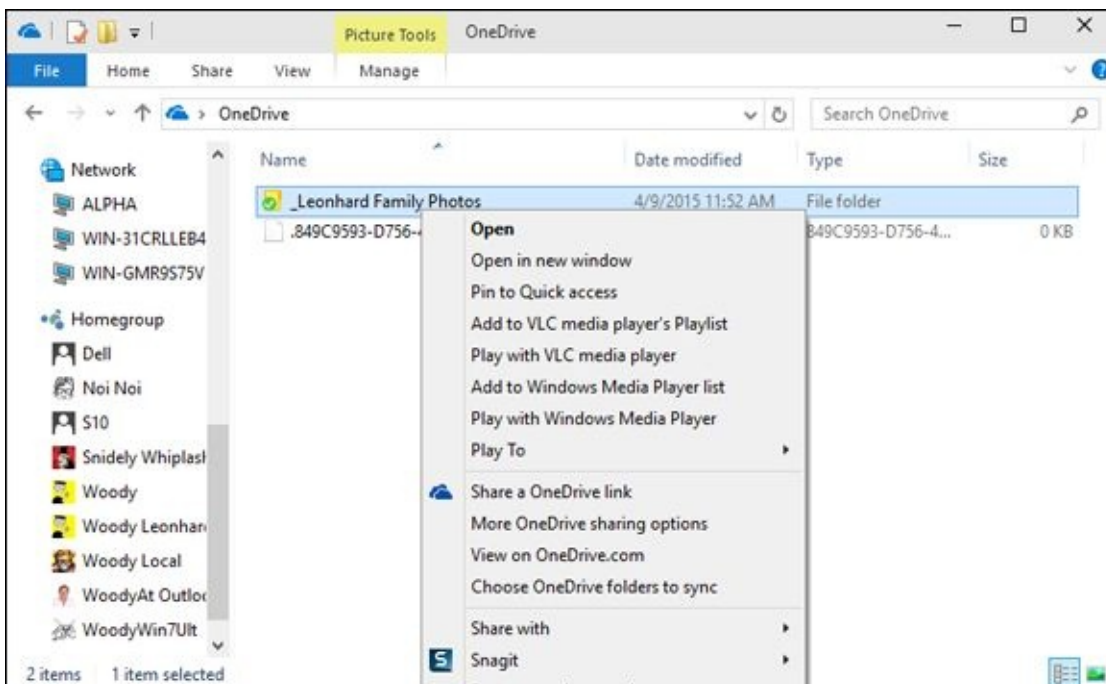 Picture Tools OneDrive
File Home Share View Manage
OneDrive
Search OneDrive
Name Date modified Type Size
Network
ALPHA
WIN-31CRLLEB4
WIN-GMR9S75V
Homegroup
Dell
Noi Noi
S10
Snidely Whiplash
Woody
Woody Leonhar
Woody Local
WoodyAt Outloo
WoodyWin7Ult
_Leonhard Family Photos 4/9/2015 11:52 AM File folder
.849C9593-D756-4 849C9593-D756-4... 0 KB
Open
Open in new window
Pin to Quick access
Add to VLC media player's Playlist
Play with VLC media player
Add to Windows Media Player list
Play with Windows Media Player
Play To
Share a OneDrive link
More OneDrive sharing options
View on OneDrive.com
Choose OneDrive folders to sync
Share with
S Snagit
2 items 1 item selected